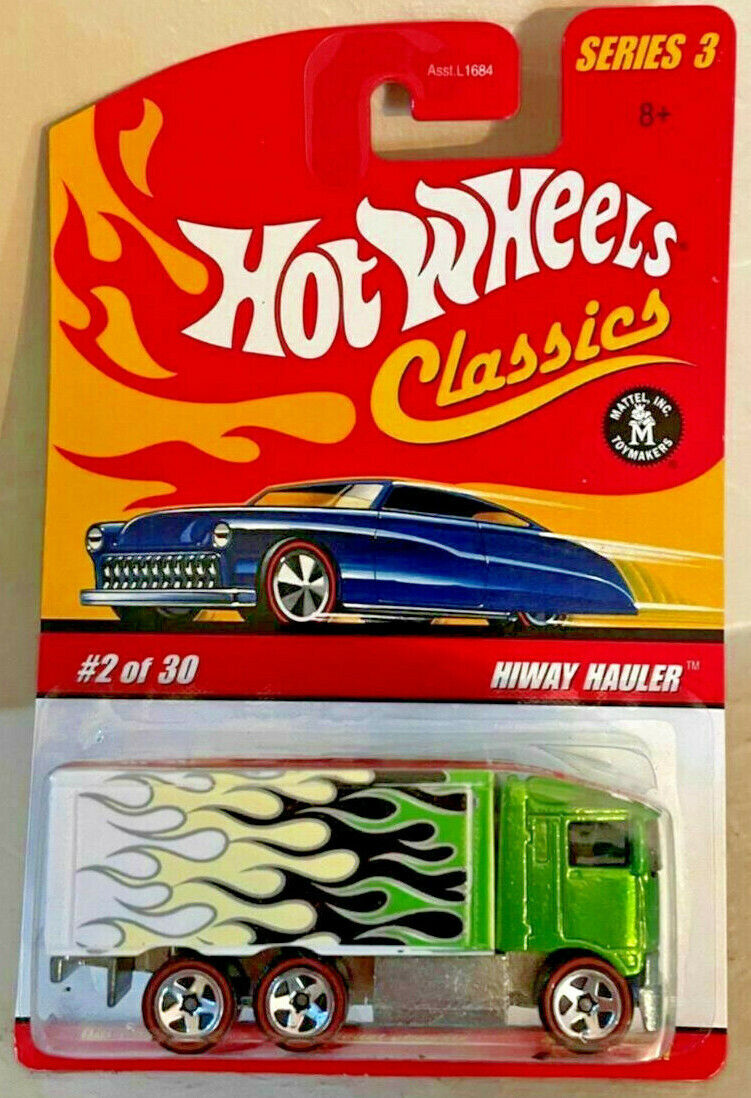 Asst.L1684
SERIES 3
8+
HOT WHEELS
Classics
MATTEL, INC.
M
TOYMAKERS
#2 of 30
HIWAY HAULER™